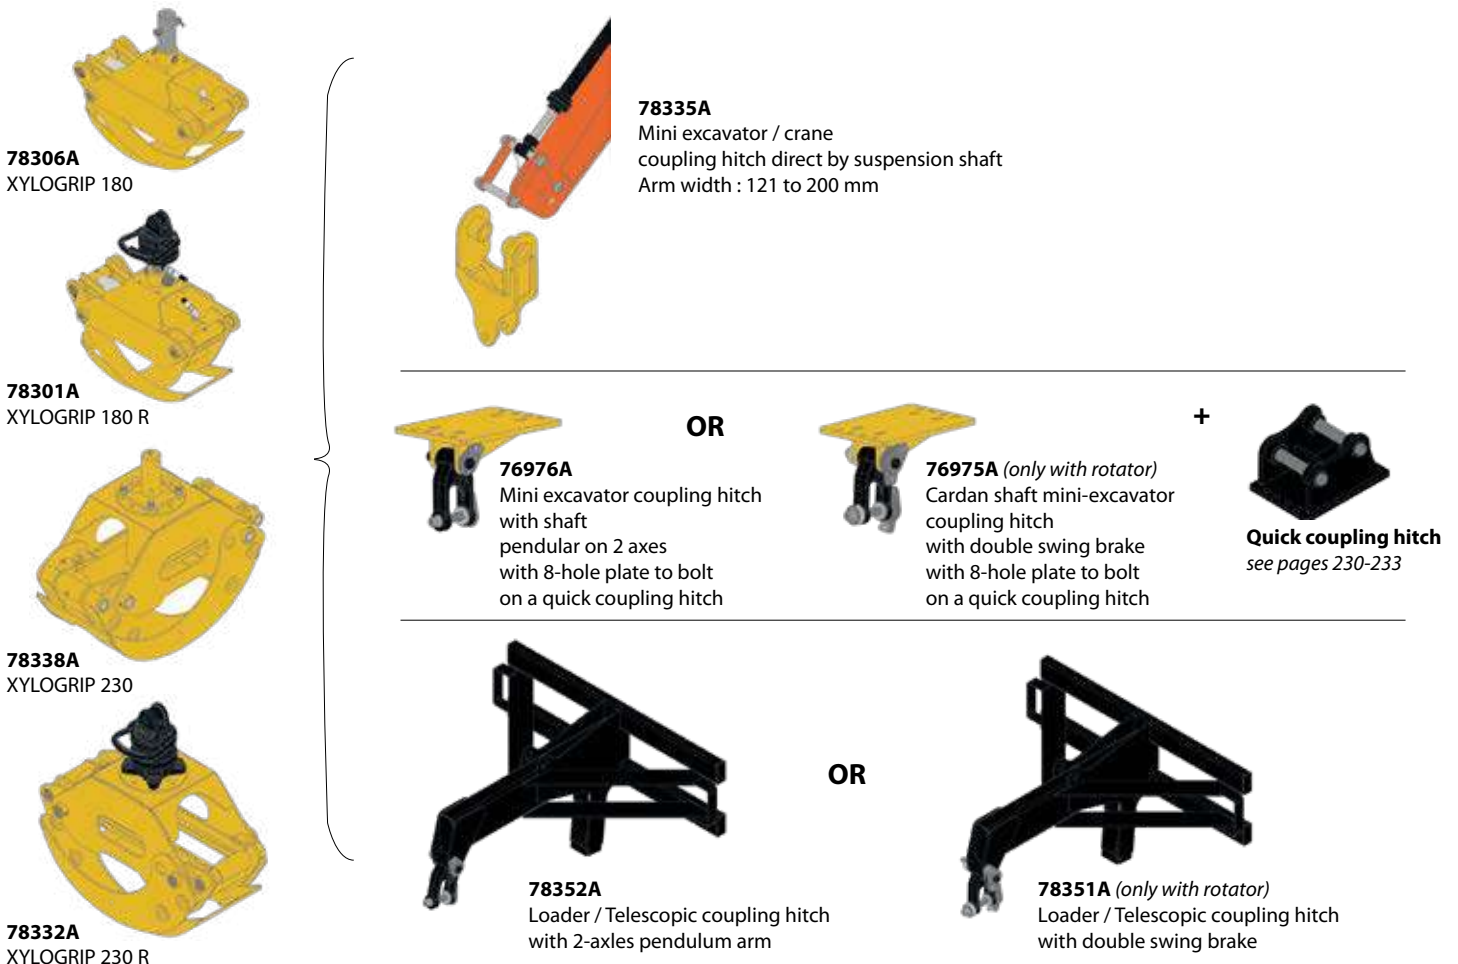 78306A
XYLOGRIP 180
78301A
XYLOGRIP 180 R
78338A
XYLOGRIP 230
78332A
XYLOGRIP 230 R
78335A
Mini excavator / crane
coupling hitch direct by suspension shaft
Arm width : 121 to 200 mm
76976A
Mini excavator coupling hitch
with shaft
pendular on 2 axes
with 8-hole plate to bolt
on a quick coupling hitch
OR
76975A (only with rotator)
Cardan shaft mini-excavator
coupling hitch
with double swing brake
with 8-hole plate to bolt
on a quick coupling hitch
+
Quick coupling hitch
see pages 230-233
78352A
Loader / Telescopic coupling hitch
with 2-axles pendulum arm
OR
78351A (only with rotator)
Loader / Telescopic coupling hitch
with double swing brake